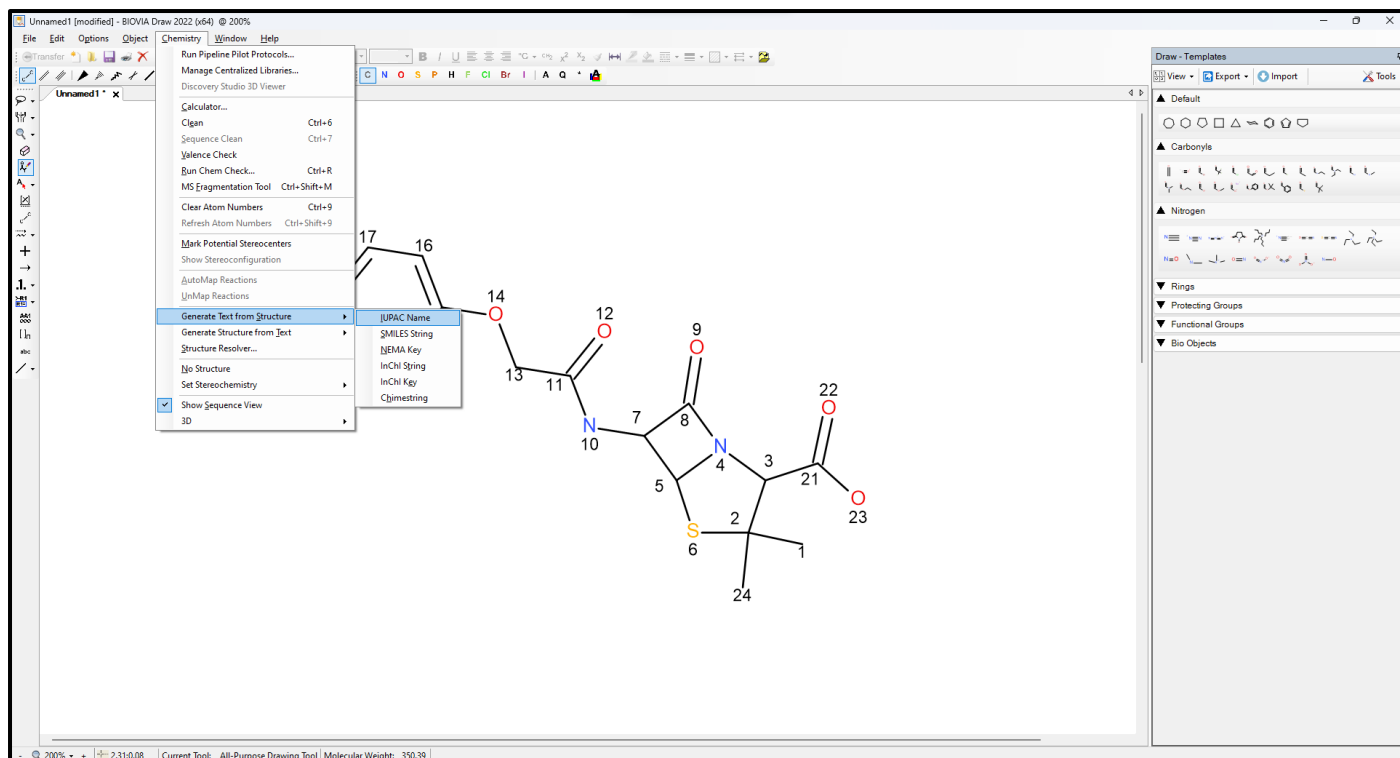 Unnamed1 [modified] - BIOVIA Draw 2022 (x64) @ 200%
File Edit Options Object Chemistry Window Help
Transfer
B I U
C N O S P H F Cl Br I A Q * A
Unnamed1 *
Run Pipeline Pilot Protocols...
Manage Centralized Libraries...
Discovery Studio 3D Viewer
Calculator...
Clean Ctrl+6
Sequence Clean Ctrl+7
Valence Check
Run Chem Check... Ctrl+R
MS Fragmentation Tool Ctrl+Shift+M
Clear Atom Numbers Ctrl+9
Refresh Atom Numbers Ctrl+Shift+9
Mark Potential Stereocenters
Show Stereoconfiguration
AutoMap Reactions
UnMap Reactions
Generate Text from Structure
Generate Structure from Text
Structure Resolver...
No Structure
Set Stereochemistry
Show Sequence View
3D
IUPAC Name
SMILES String
NEMA Key
InChI String
InChI Key
Chimestring
17 16
14
O
12
O
9
O
13
11
22
O
7
8
N
10
N
4
3
5
21
O
23
2
S
6
1
24
Draw - Templates
View Export Import Tools
Default
Carbonyls
Nitrogen
Rings
Protecting Groups
Functional Groups
Bio Objects
abc
- 200% + 2.31:0.08 Current Tool: All-Purpose Drawing Tool Molecular Weight: 350.39